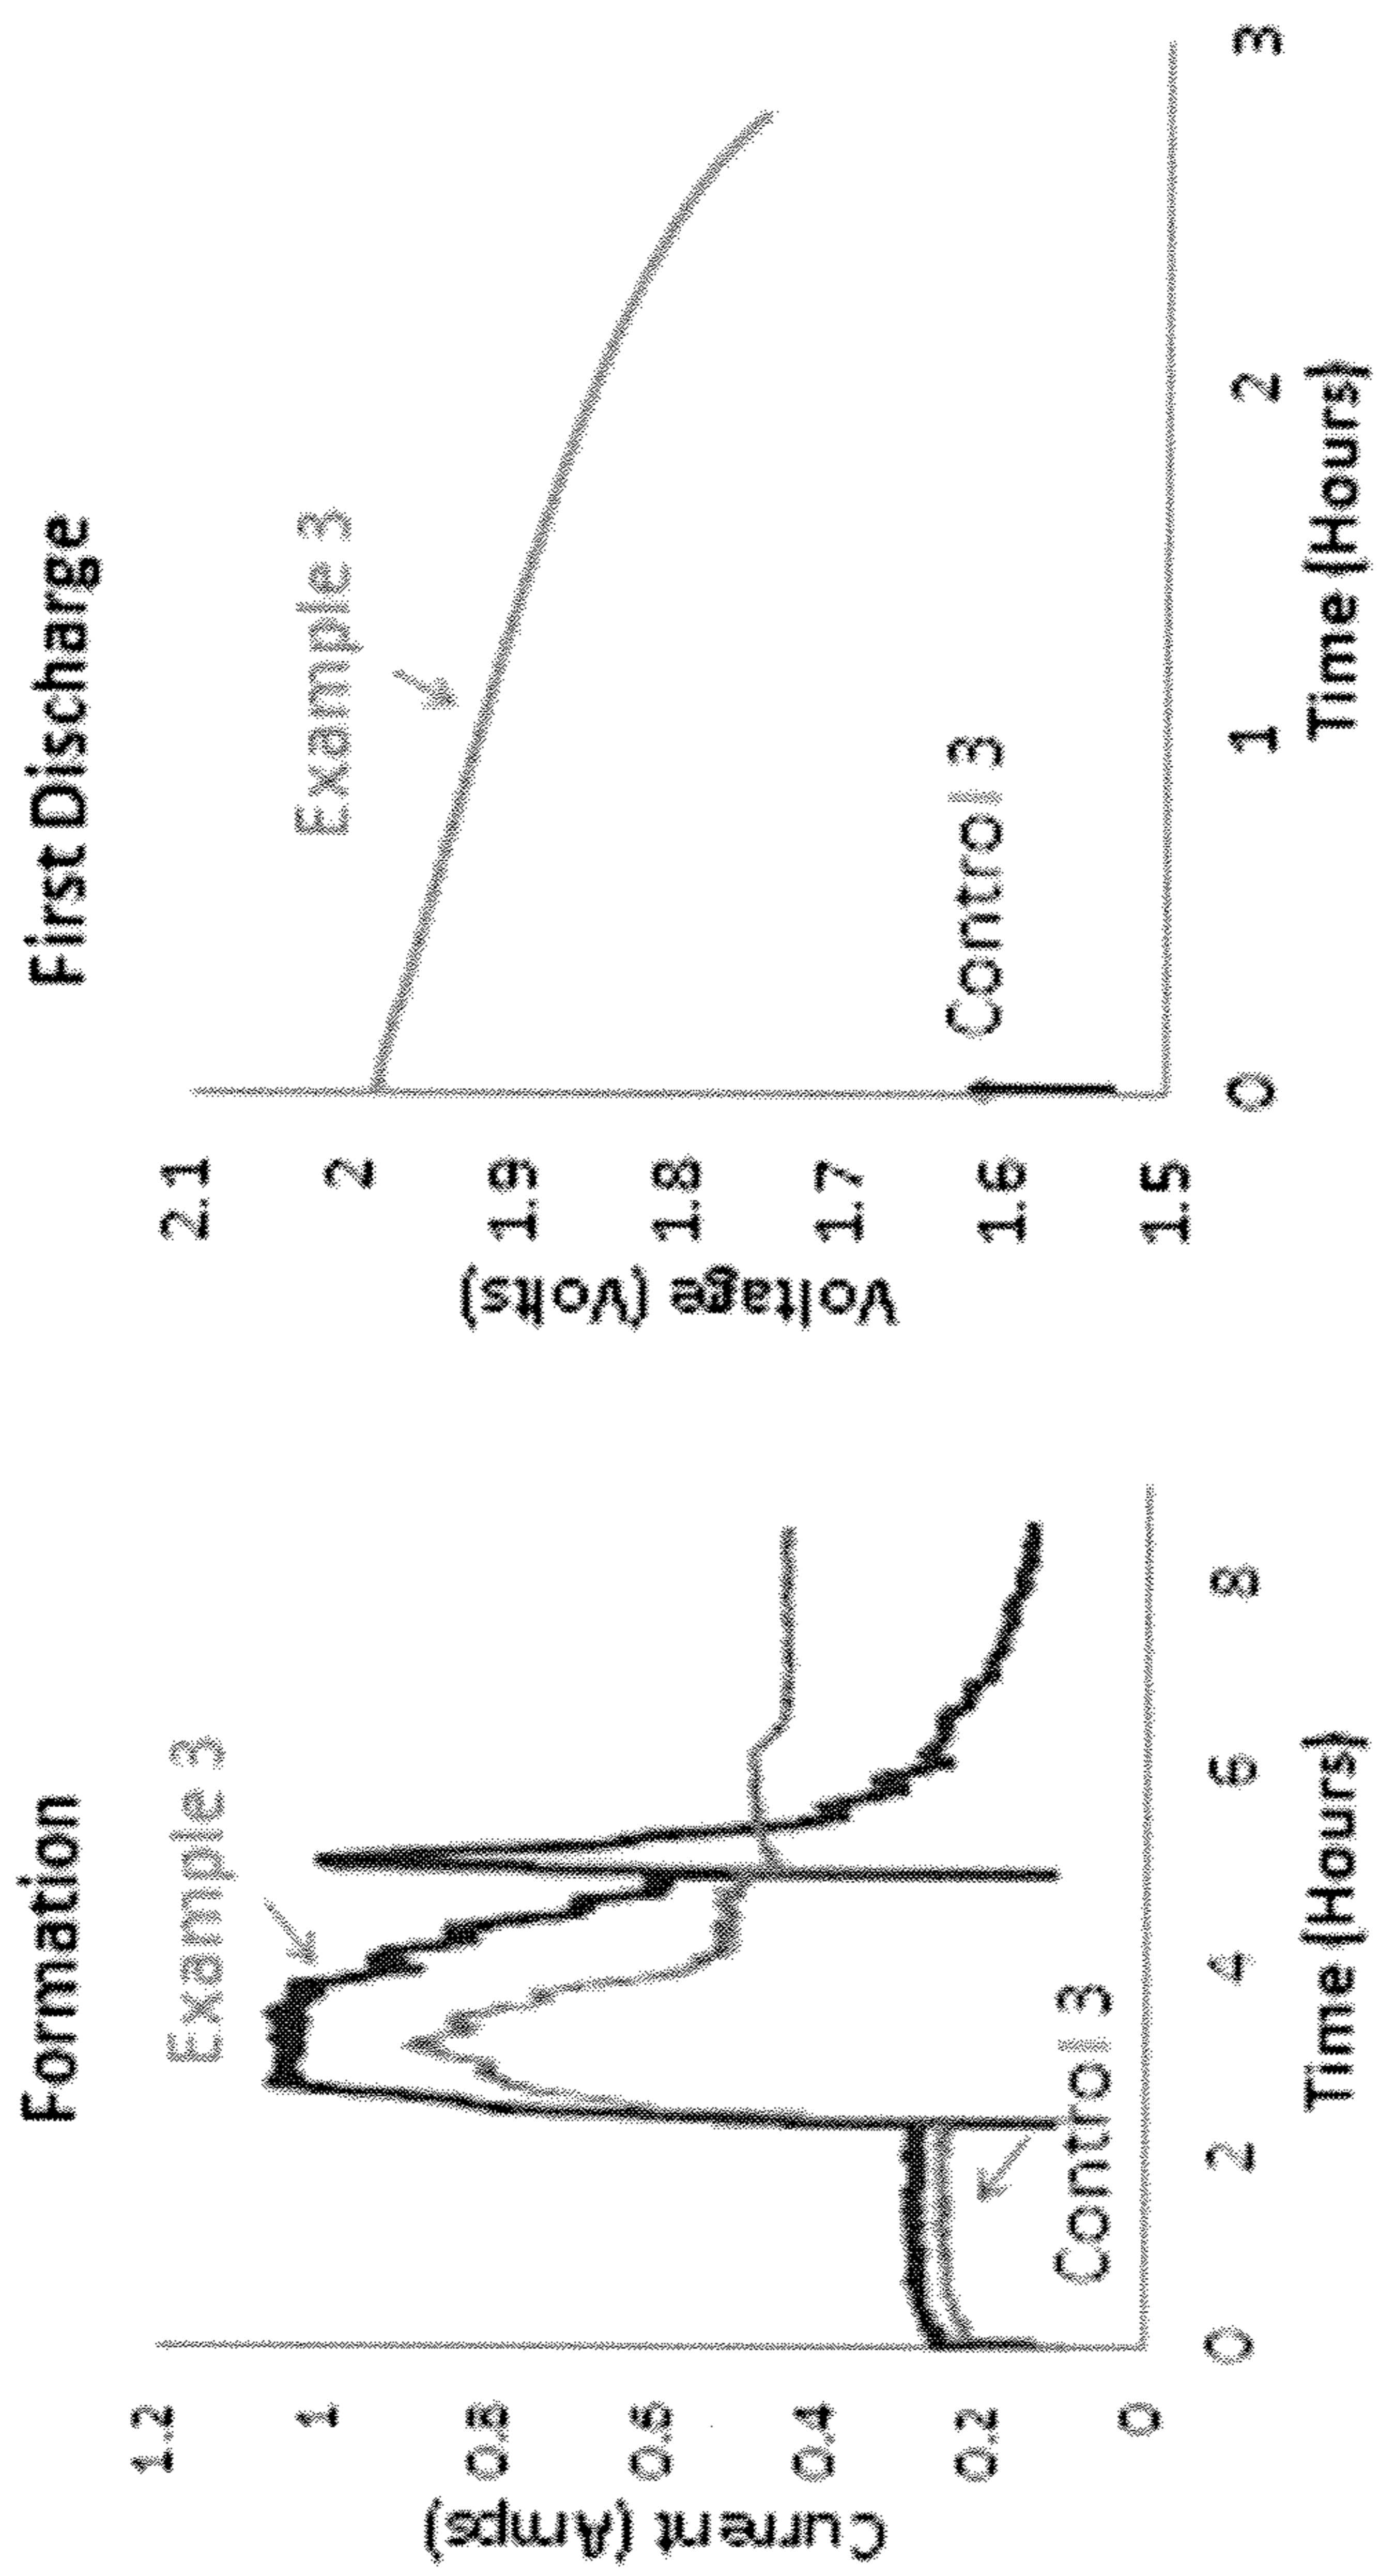 Formation
Example 3
Control 3
Current (Amps)
1.2
1
0.8
0.6
0.4
0.2
0
0 2 4 6 8
Time (Hours)
First Discharge
Example 3
Control 3
Voltage (Volts)
2.1
2
1.9
1.8
1.7
1.6
1.5
0 1 2 3
Time (Hours)